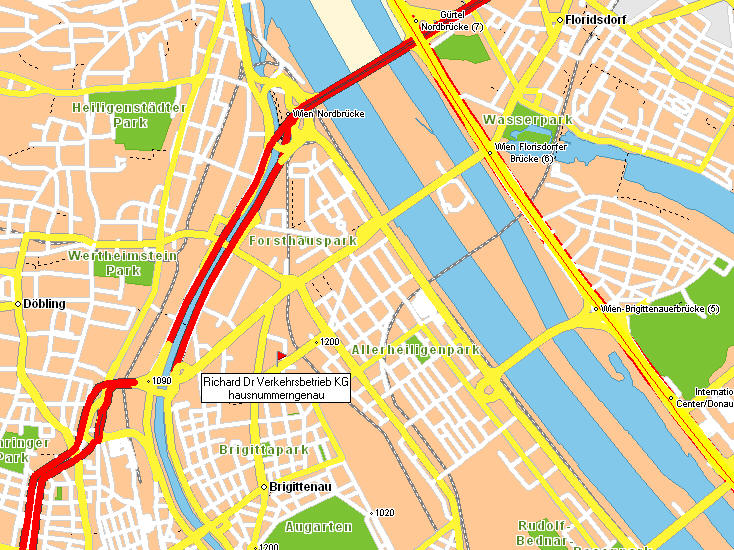 Gürtel
Nordbrücke (7)
Floridsdorf
Heiligenstädter
Park
Wien Nordbrücke
Wasserpark
Wien Florisdorfer
Brücke (6)
Forsthauspark
Wertheimstein
Park
Döbling
Wien-Brigittenauerbrücke (5)
1200
Allerheiligenpark
1090
Richard Dr Verkehrsbetrieb KG
hausnummerngenau
Internatio
Center/Donau
hringer
Park
Brigittapark
Brigittenau
1020
Augarten
Rudolf-
Bednar-
1200